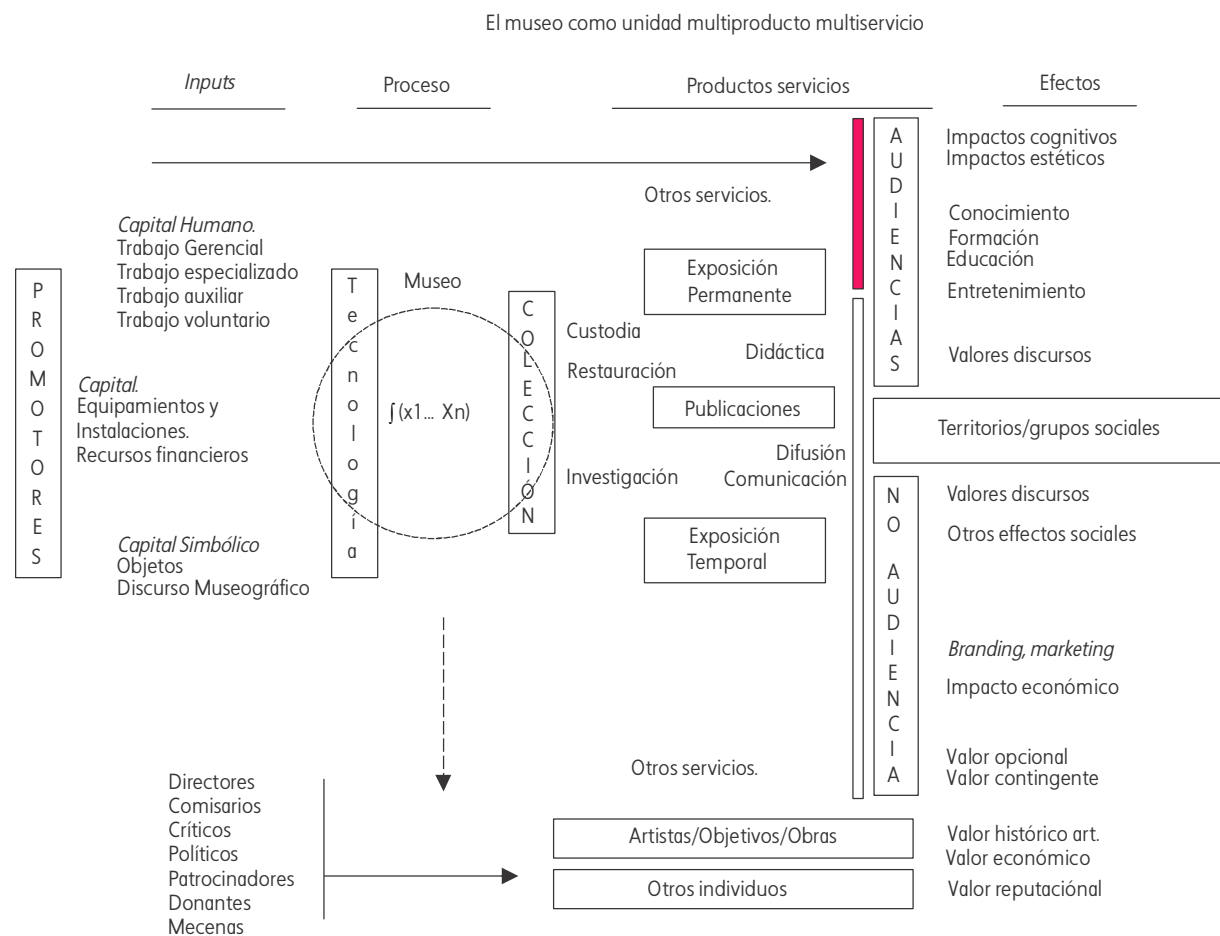 El museo como unidad multiproducto multiservicio
Inputs
Proceso
Productos servicios
Efectos
PROMOTORES
Capital Humano.
Trabajo Gerencial
Trabajo especializado
Trabajo auxiliar
Trabajo voluntario
Capital.
Equipamientos y
Instalaciones.
Recursos financieros
Capital Simbólico
Objetos
Discurso Museográfico
Tecnología
Museo
∫(x1... Xn)
COLECCIÓN
Custodia
Restauración
Investigación
Otros servicios.
Exposición
Permanente
Didáctica
Publicaciones
Difusión
Comunicación
Exposición
Temporal
Otros servicios.
AUDIENCIAS
Impactos cognitivos
Impactos estéticos
Conocimiento
Formación
Educación
Entretenimiento
Valores discursos
Territorios/grupos sociales
NO AUDIENCIA
Valores discursos
Otros effectos sociales
Branding, marketing
Impacto económico
Valor opcional
Valor contingente
Directores
Comisarios
Críticos
Políticos
Patrocinadores
Donantes
Mecenas
Artistas/Objetivos/Obras
Otros individuos
Valor histórico art.
Valor económico
Valor reputaciónal